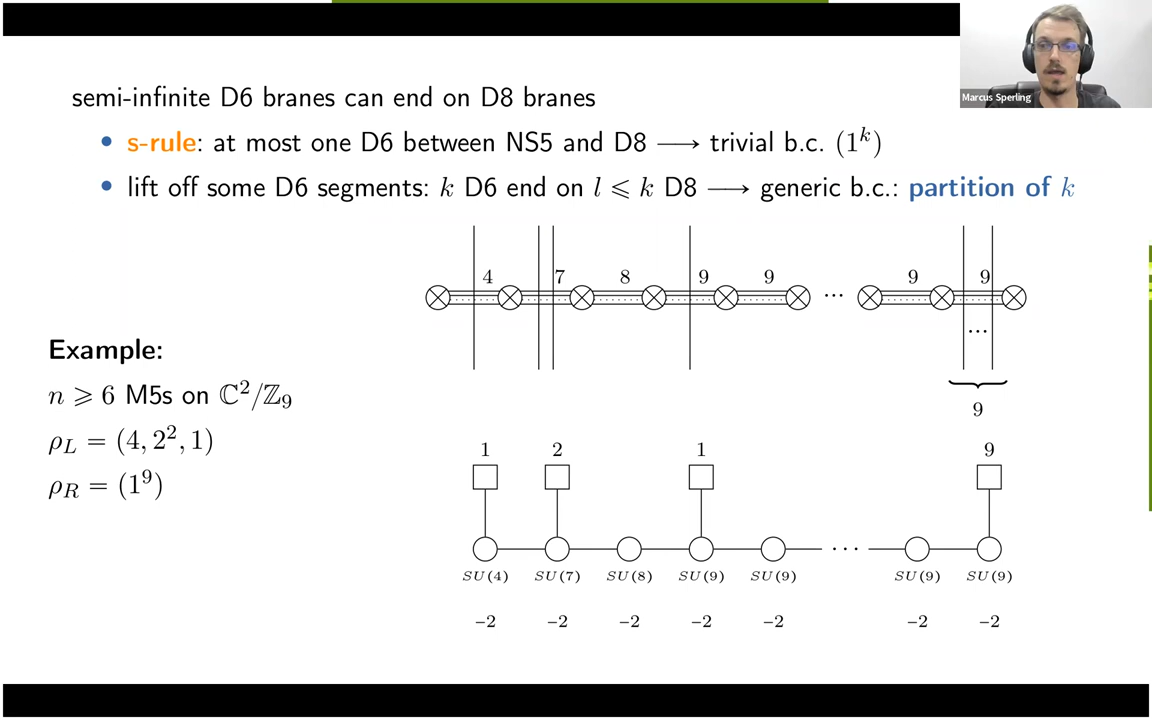 Marcus Sperling
semi-infinite D6 branes can end on D8 branes
• s-rule: at most one D6 between NS5 and D8 ⟶ trivial b.c. (1ᵏ)
• lift off some D6 segments: k D6 end on l ⩽ k D8 ⟶ generic b.c.: partition of k
4 7 8 9 9 9 9
...
...
9
Example:
n ⩾ 6 M5s on ℂ²/ℤ₉
ρ_L = (4, 2², 1)
ρ_R = (1⁹)
1 2 1 9
...
SU(4) SU(7) SU(8) SU(9) SU(9) SU(9) SU(9)
−2 −2 −2 −2 −2 −2 −2